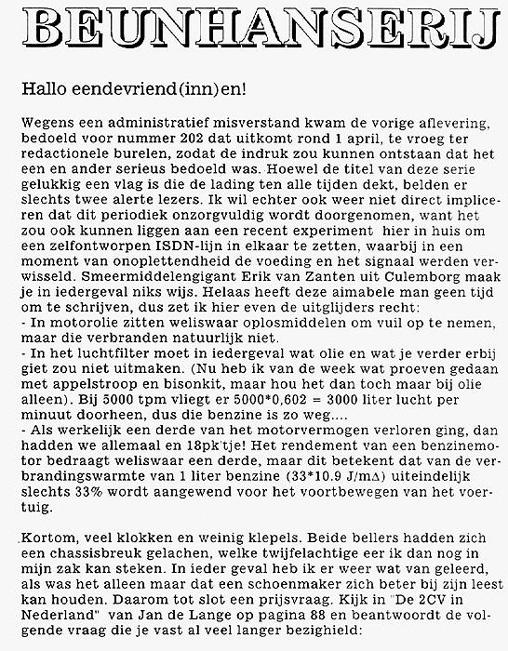 BEUNHANSERIJ
Hallo eendevriend(inn)en!
Wegens een administratief misverstand kwam de vorige aflevering,
bedoeld voor nummer 202 dat uitkomt rond 1 april, te vroeg ter
redactionele burelen, zodat de indruk zou kunnen ontstaan dat het
een en ander serieus bedoeld was. Hoewel de titel van deze serie
gelukkig een vlag is die de lading ten alle tijden dekt, belden er
slechts twee alerte lezers. Ik wil echter ook weer niet direct implice-
ren dat dit periodiek onzorgvuldig wordt doorgenomen, want het
zou ook kunnen liggen aan een recent experiment hier in huis om
een zelfontworpen ISDN-lijn in elkaar te zetten, waarbij in een
moment van onoplettendheid de voeding en het signaal werden ver-
wisseld. Smeermiddelengigant Erik van Zanten uit Culemborg maak
je in iedergeval niks wijs. Helaas heeft deze aimabele man geen tijd
om te schrijven, dus zet ik hier even de uitglijders recht:
- In motorolie zitten weliswaar oplosmiddelen om vuil op te nemen,
maar die verbranden natuurlijk niet.
- In het luchtfilter moet in iedergeval wat olie en wat je verder erbij
giet zou niet uitmaken. (Nu heb ik van de week wat proeven gedaan
met appelstroop en bisonkit, maar hou het dan toch maar bij olie
alleen). Bij 5000 tpm vliegt er 5000*0,602 = 3000 liter lucht per
minuut doorheen, dus die benzine is zo weg....
- Als werkelijk een derde van het motorvermogen verloren ging, dan
hadden we allemaal en 18pk'tje! Het rendement van een benzinemo-
tor bedraagt weliswaar een derde, maar dit betekent dat van de ver-
brandingswarmte van 1 liter benzine (33*10.9 J/m∆) uiteindelijk
slechts 33% wordt aangewend voor het voortbewegen van het voer-
tuig.
Kortom, veel klokken en weinig klepels. Beide bellers hadden zich
een chassisbreuk gelachen, welke twijfelachtige eer ik dan nog in
mijn zak kan steken. In ieder geval heb ik er weer wat van geleerd,
als was het alleen maar dat een schoenmaker zich beter bij zijn leest
kan houden. Daarom tot slot een prijsvraag. Kijk in "De 2CV in
Nederland" van Jan de Lange op pagina 88 en beantwoordt de vol-
gende vraag die je vast al veel langer bezighield: